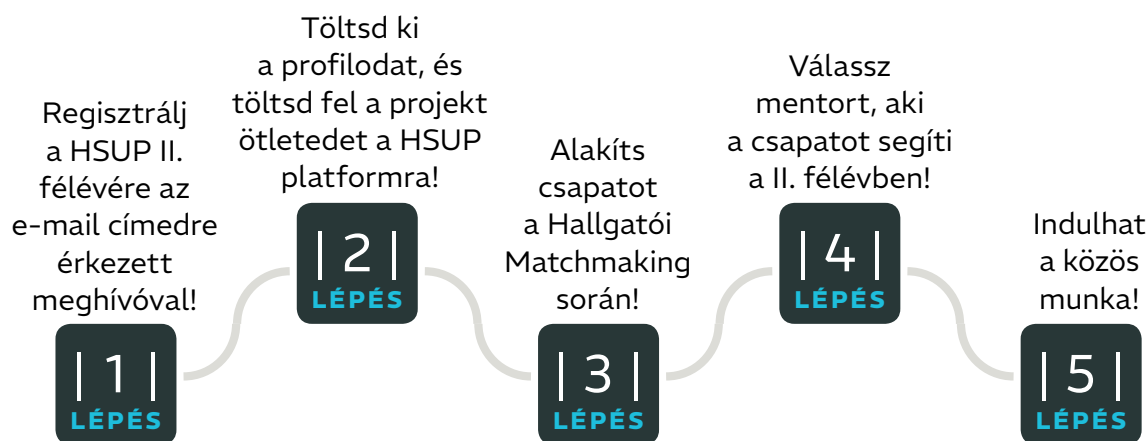 Regisztrálj
a HSUP II.
félévére az
e-mail címedre
érkezett
meghívóval!
| 1 |
LÉPÉS
Töltsd ki
a profilodat, és
töltsd fel a projekt
ötletedet a HSUP
platformra!
| 2 |
LÉPÉS
Alakíts
csapatot
a Hallgatói
Matchmaking
során!
| 3 |
LÉPÉS
Válassz
mentort, aki
a csapatot segíti
a II. félévben!
| 4 |
LÉPÉS
Indulhat
a közös
munka!
| 5 |
LÉPÉS